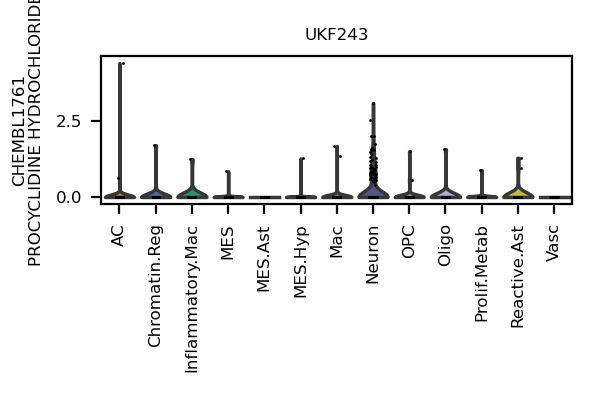 UKF243
CHEMBL1761
PROCYCLIDINE HYDROCHLORIDE
2.5
0.0
AC
Chromatin.Reg
Inflammatory.Mac
MES
MES.Ast
MES.Hyp
Mac
Neuron
OPC
Oligo
Prolif.Metab
Reactive.Ast
Vasc